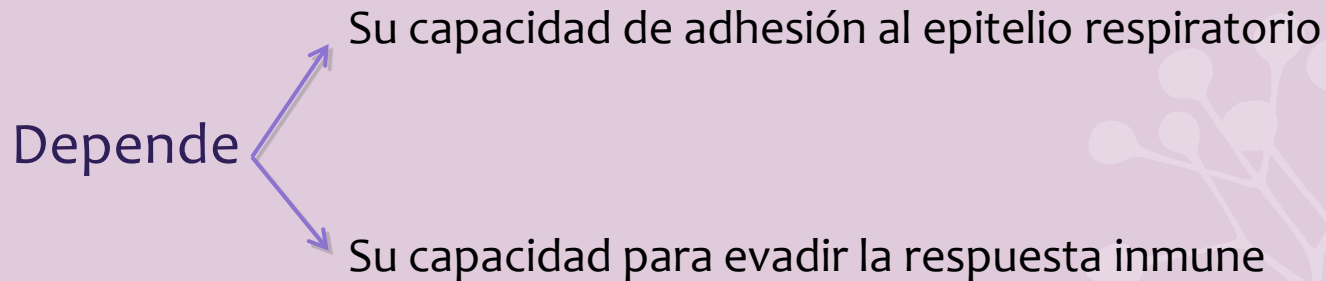 Su capacidad de adhesión al epitelio respiratorio
Depende
Su capacidad para evadir la respuesta inmune